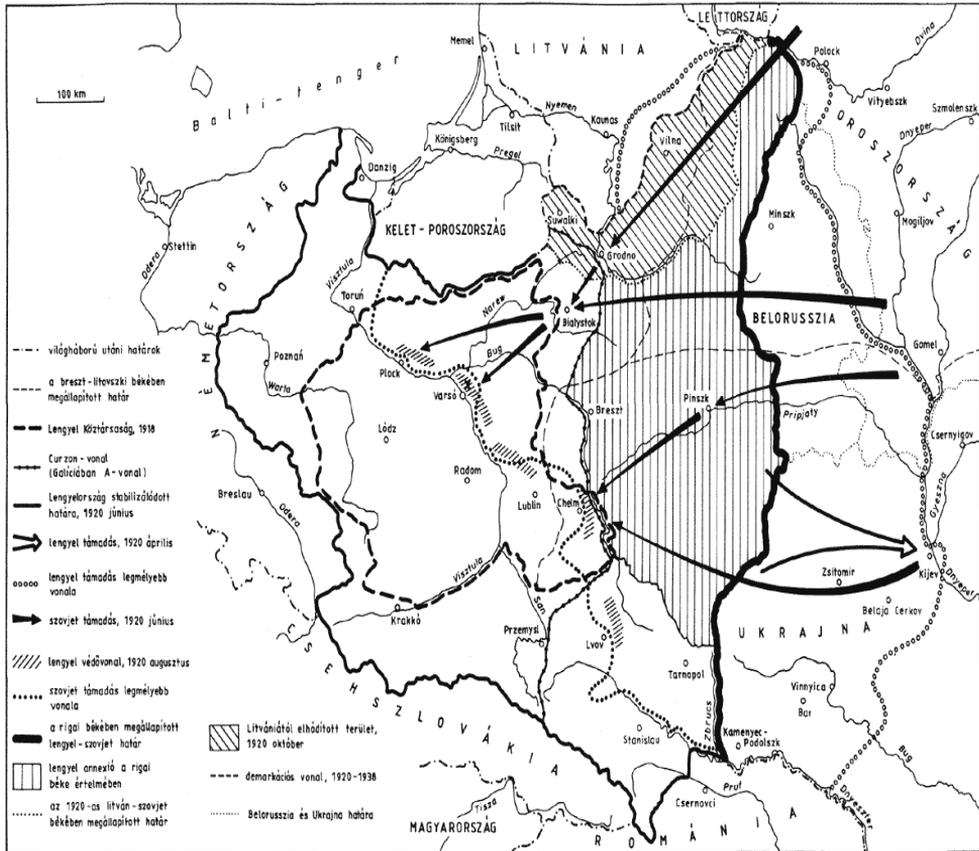 LETTORSZÁG
LITVÁNIA
Memel
Polock
Dvina
Balti-tenger
100 km
Vityebszk
Szmolenszk
Nyemen
Kaunas
Tilsit
Königsberg
Pregel
Dnyeper
OROSZORSZÁG
Vilna
Danzig
Suwalki
Minszk
Mogiljov
KELET-POROSZORSZÁG
Stettin
Odera
NÉMETORSZÁG
Visztula
Grodno
Toruń
Narew
Bialystok
BELORUSSZIA
Bug
Gomel
Poznań
Plock
Warta
Varsó
Breszt
Pinszk
Pripjaty
Csernyigov
Lódz
Radom
Gyeszna
Breslau
Odera
Lublin
Chelm
Visztula
San
Zsitomir
Kijev
Dnyeper
Belaja Cerkov
Krakkó
Przemysl
UKRAJNA
Lvov
Tarnapol
Vinnyica
Bar
CSEHSZLOVÁKIA
Zbrucs
Stanislau
Kamenyec-
Podolszk
Bug
Csernovci
Prut
Dnyeszter
Tisza
MAGYARORSZÁG
ROMÁNIA
világháború utáni határok
a breszt-litovszki békében
megállapított határ
Lengyel Köztársaság, 1918
Curzon-vonal
(Galíciában A-vonal)
Lengyelország stabilizálódott
határa, 1920 június
lengyel támadás, 1920 április
lengyel támadás legmélyebb
vonala
szovjet támadás, 1920 június
lengyel védővonal, 1920 augusztus
szovjet támadás legmélyebb
vonala
a rigai békében megállapított
lengyel-szovjet határ
lengyel annexió a rigai
béke értelmében
az 1920-as litván-szovjet
békében megállapított határ
Litvániától elhódított terület,
1920 október
demarkációs vonal, 1920-1938
Belorusszia és Ukrajna határa